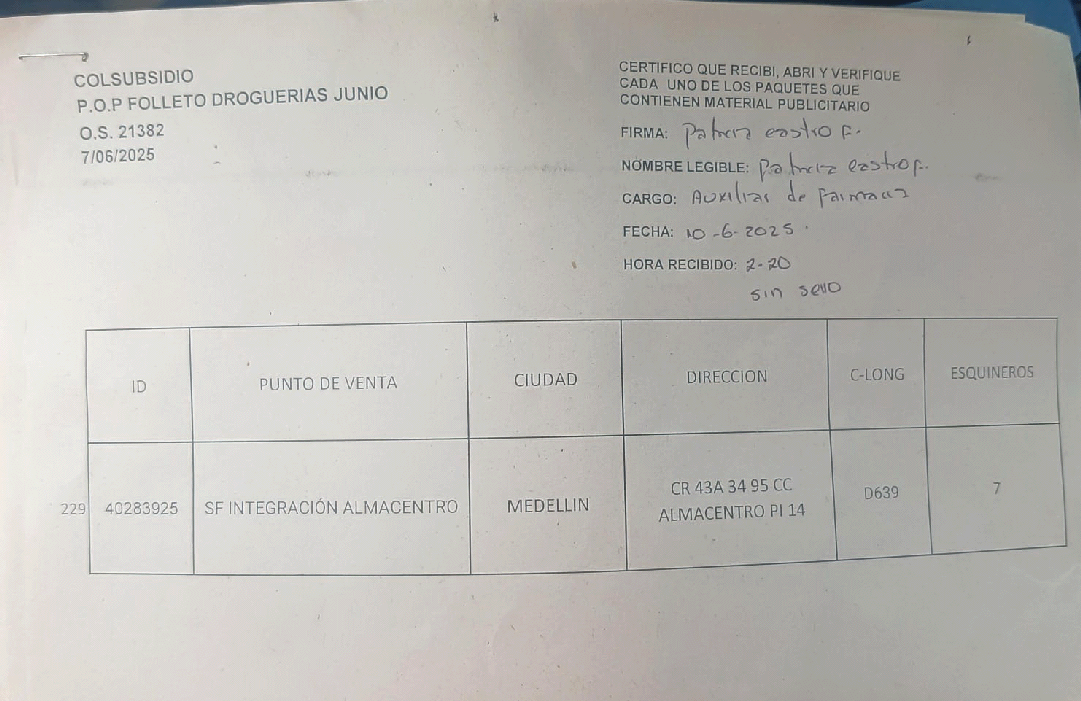 COLSUBSIDIO
P.O.P FOLLETO DROGUERIAS JUNIO
O.S. 21382
7/06/2025
CERTIFICO QUE RECIBI, ABRI Y VERIFIQUE
CADA UNO DE LOS PAQUETES QUE
CONTIENEN MATERIAL PUBLICITARIO
FIRMA: Patricia castro F.
NOMBRE LEGIBLE: Patricia castro F.
CARGO: Auxiliar de Farmacia
FECHA: 10-6-2025.
HORA RECIBIDO: 2-20
sin sello
ID PUNTO DE VENTA CIUDAD DIRECCION C-LONG ESQUINEROS
229 40283925 SF INTEGRACIÓN ALMACENTRO MEDELLIN CR 43A 34 95 CC D639 7
ALMACENTRO PI 14